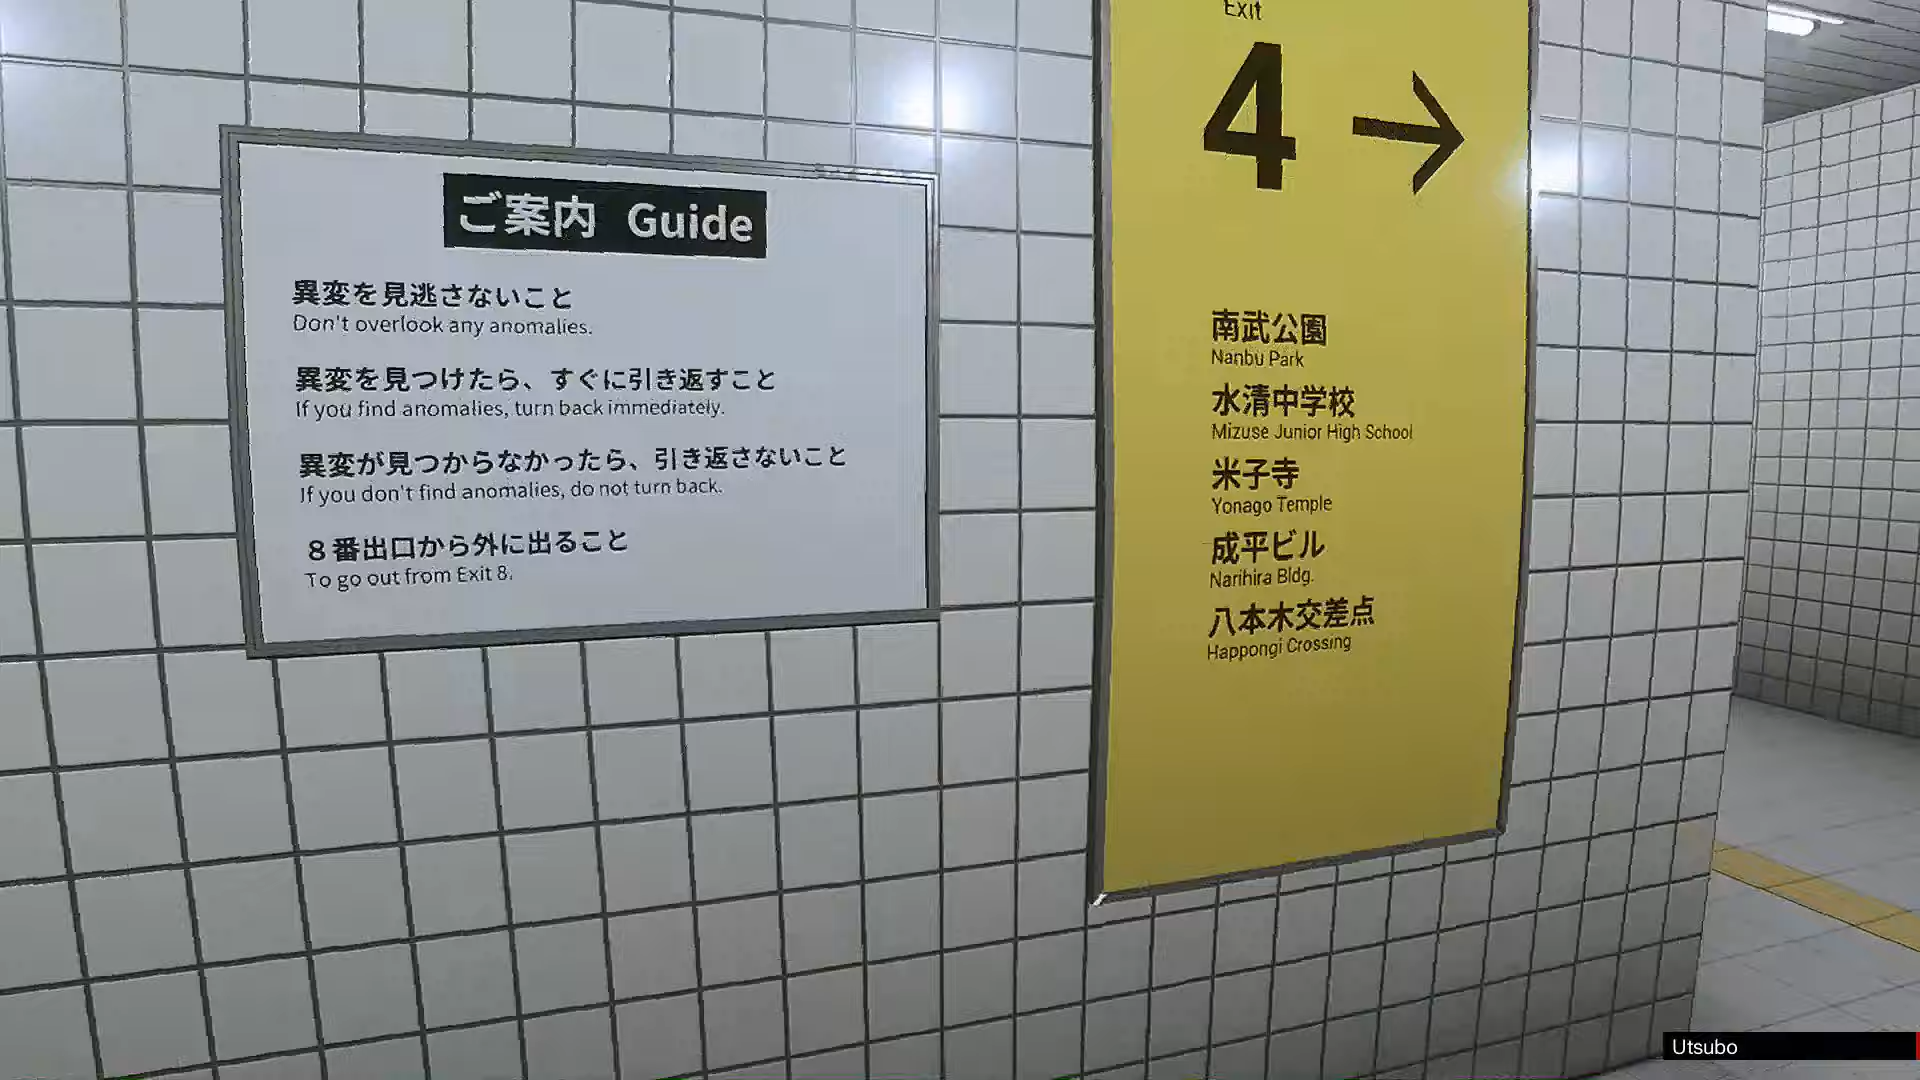 ご案内 Guide
異変を見逃さないこと
Don't overlook any anomalies.
異変を見つけたら、すぐに引き返すこと
If you find anomalies, turn back immediately.
異変が見つからなかったら、引き返さないこと
If you don't find anomalies, do not turn back.
8番出口から外に出ること
To go out from Exit 8.
Exit
4 →
南武公園
Nanbu Park
水清中学校
Mizuse Junior High School
米子寺
Yonago Temple
成平ビル
Narihira Bldg.
八本木交差点
Happongi Crossing
Utsubo